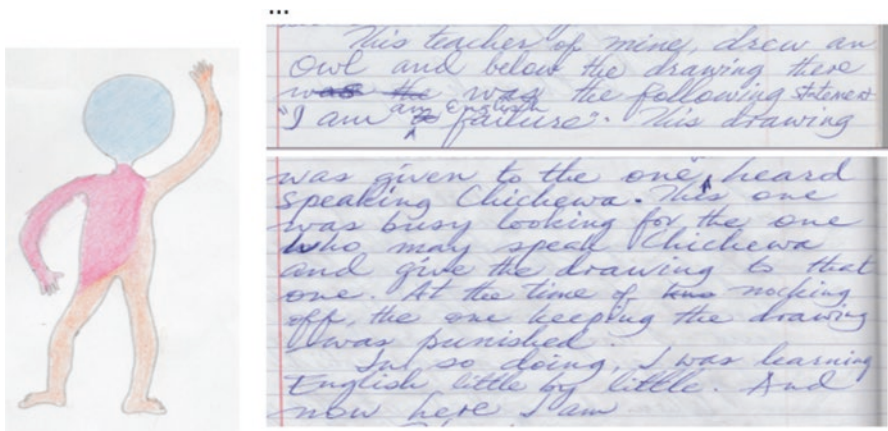 ...
This teacher of mine, drew an
owl and below the drawing there
was the was the following statement
"I am an English failure". This drawing
was given to the one, heard
speaking Chichewa. This one
was busy looking for the one
who may speak Chichewa
and give the drawing to that
one. At the time of nocking
off, the one keeping the drawing
was punished.
In so doing, I was learning
English little by little. And
now here I am